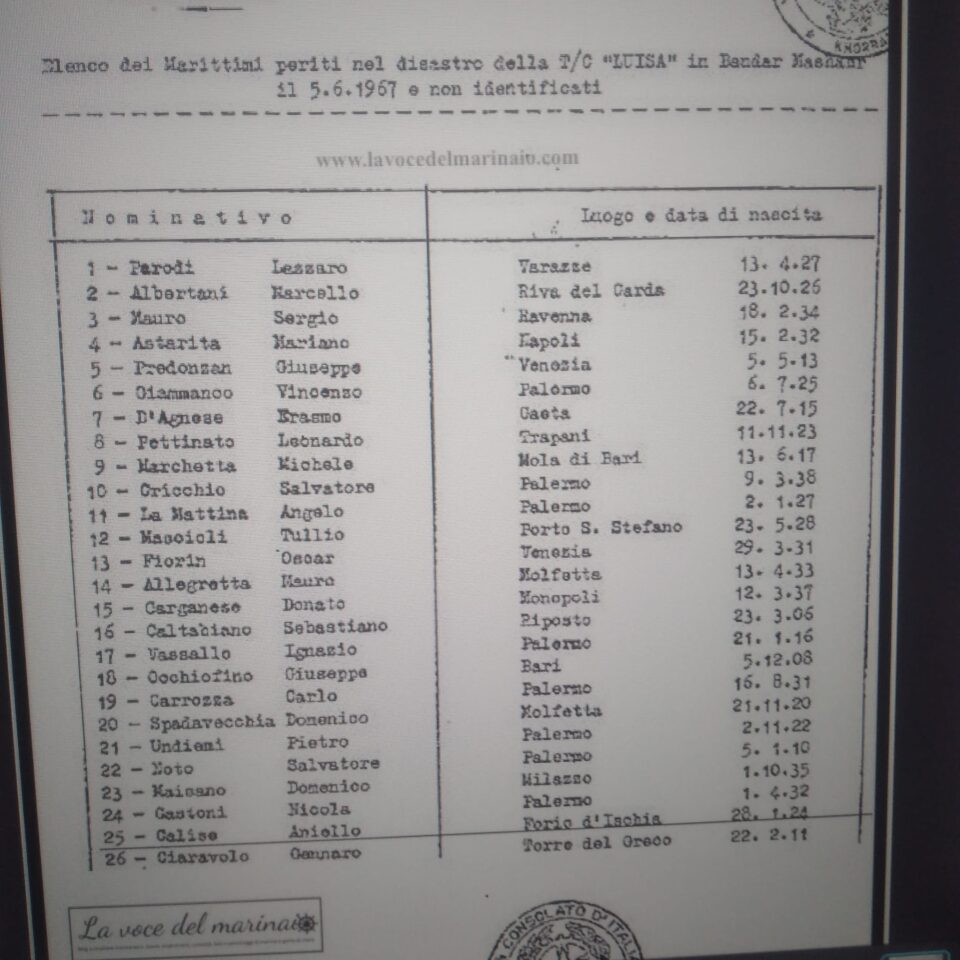 Elenco dei Marittimi periti nel disastro della T/C "LUISA" in Bandar Mashaur
il 5.6.1967 e non identificati
www.lavocedelmarinaio.com
Nominativo Luogo e data di nascita
1 - Parodi Lazzaro Varazze 13. 4.27
2 - Albertani Marcello Riva del Garda 23.10.26
3 - Mauro Sergio Ravenna 18. 2.34
4 - Astarita Mariano Napoli 15. 2.32
5 - Predonzan Giuseppe Venezia 5. 5.13
6 - Giammanco Vincenzo Palermo 6. 7.25
7 - D'Agnese Erasmo Gaeta 22. 7.15
8 - Pettinato Leonardo Trapani 11.11.23
9 - Marchetta Michele Mola di Bari 13. 6.17
10 - Gricchio Salvatore Palermo 9. 3.38
11 - La Mattina Angelo Palermo 2. 1.27
12 - Mascioli Tullio Porto S. Stefano 23. 5.28
13 - Fiorin Oscar Venezia 29. 3.31
14 - Allegretta Mauro Molfetta 13. 4.33
15 - Carganese Donato Monopoli 12. 3.37
16 - Caltabiano Sebastiano Riposto 23. 3.06
17 - Vassallo Ignazio Palermo 21. 1.16
18 - Occhiofino Giuseppe Bari 5.12.08
19 - Carrozza Carlo Palermo 16. 8.31
20 - Spadavecchia Domenico Molfetta 21.11.20
21 - Undiemi Pietro Palermo 2.11.22
22 - Noto Salvatore Palermo 5. 1.10
23 - Maisano Domenico Milazzo 1.10.35
24 - Gastoni Nicola Palermo 1. 4.32
25 - Calise Aniello Forio d'Ischia 28. 1.24
26 - Ciaravolo Gennaro Torre del Greco 22. 2.11
La voce del marinaio
CONSOLATO D'ITALIA